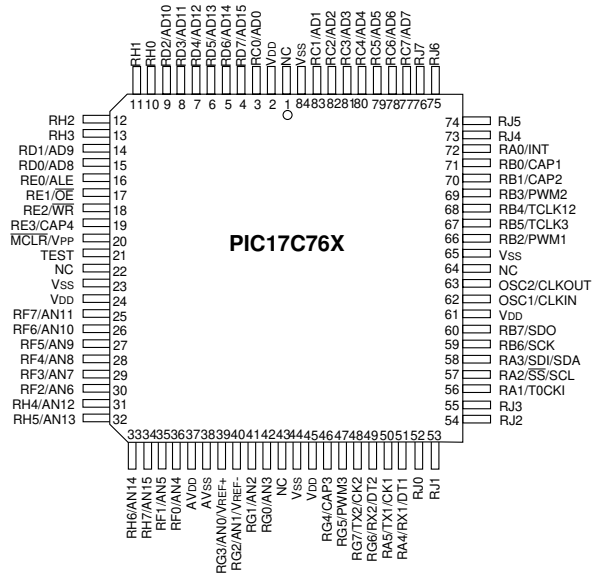 RH1
RH0
RD2/AD10
RD3/AD11
RD4/AD12
RD5/AD13
RD6/AD14
RD7/AD15
RC0/AD0
VDD
NC
VSS
RC1/AD1
RC2/AD2
RC3/AD3
RC4/AD4
RC5/AD5
RC6/AD6
RC7/AD7
RJ7
RJ6
11 10 9 8 7 6 5 4 3 2 1 84 83 82 81 80 79 78 77 76 75
RH2 12
RH3 13
RD1/AD9 14
RD0/AD8 15
RE0/ALE 16
RE1/OE 17
RE2/WR 18
RE3/CAP4 19
MCLR/VPP 20
TEST 21
NC 22
VSS 23
VDD 24
RF7/AN11 25
RF6/AN10 26
RF5/AN9 27
RF4/AN8 28
RF3/AN7 29
RF2/AN6 30
RH4/AN12 31
RH5/AN13 32
PIC17C76X
74 RJ5
73 RJ4
72 RA0/INT
71 RB0/CAP1
70 RB1/CAP2
69 RB3/PWM2
68 RB4/TCLK12
67 RB5/TCLK3
66 RB2/PWM1
65 VSS
64 NC
63 OSC2/CLKOUT
62 OSC1/CLKIN
61 VDD
60 RB7/SDO
59 RB6/SCK
58 RA3/SDI/SDA
57 RA2/SS/SCL
56 RA1/T0CKI
55 RJ3
54 RJ2
33 34 35 36 37 38 39 40 41 42 43 44 45 46 47 48 49 50 51 52 53
RH6/AN14
RH7/AN15
RF1/AN5
RF0/AN4
AVDD
AVSS
RG3/AN0/VREF+
RG2/AN1/VREF-
RG1/AN2
RG0/AN3
NC
VSS
VDD
RG4/CAP3
RG5/PWM3
RG7/TX2/CK2
RG6/RX2/DT2
RA5/TX1/CK1
RA4/RX1/DT1
RJ0
RJ1